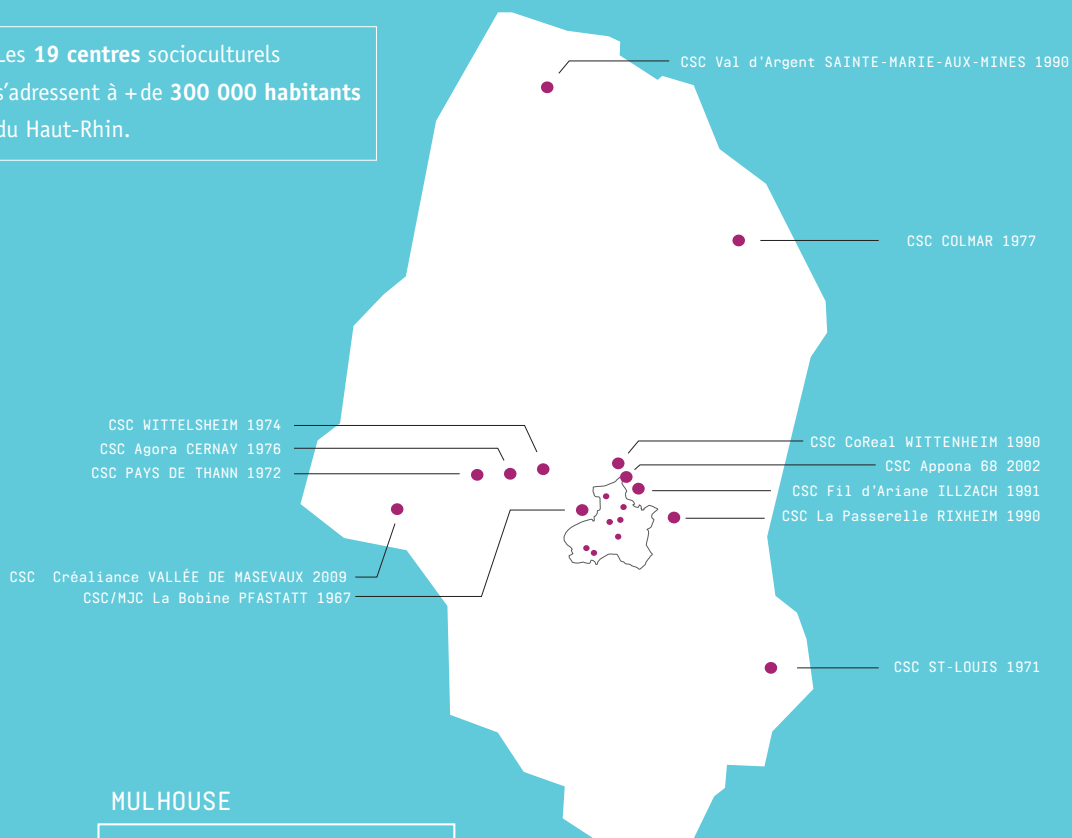 Les 19 centres socioculturels
s'adressent à + de 300 000 habitants
du Haut-Rhin.
CSC Val d'Argent SAINTE-MARIE-AUX-MINES 1990
CSC COLMAR 1977
CSC WITTELSHEIM 1974
CSC Agora CERNAY 1976
CSC PAYS DE THANN 1972
CSC CoReal WITTENHEIM 1990
CSC Appona 68 2002
CSC Fil d'Ariane ILLZACH 1991
CSC La Passerelle RIXHEIM 1990
CSC Créaliance VALLÉE DE MASEVAUX 2009
CSC/MJC La Bobine PFASTATT 1967
CSC ST-LOUIS 1971
MULHOUSE